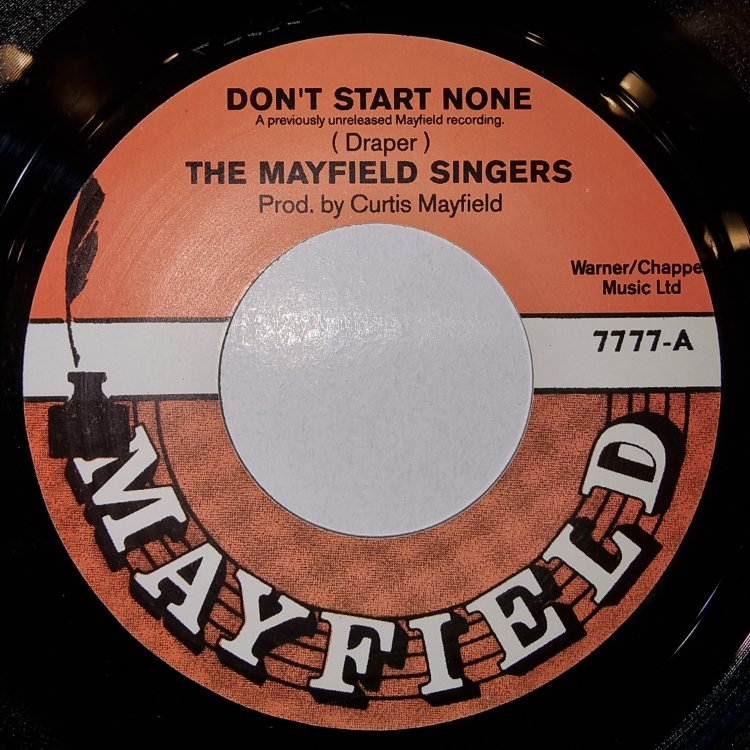 DON'T START NONE
A previously unreleased Mayfield recording.
( Draper )
THE MAYFIELD SINGERS
Prod. by Curtis Mayfield
Warner/Chappe
Music Ltd
7777-A
MAYFIELD